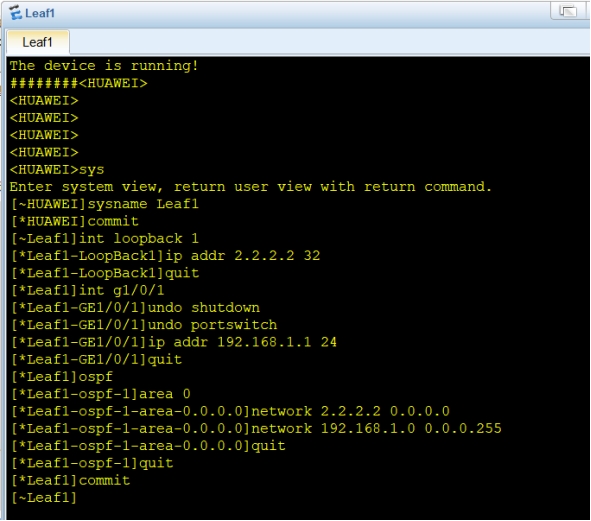 Leaf1
Leaf1
The device is running!
########<HUAWEI>
<HUAWEI>
<HUAWEI>
<HUAWEI>
<HUAWEI>
<HUAWEI>sys
Enter system view, return user view with return command.
[~HUAWEI]sysname Leaf1
[*HUAWEI]commit
[~Leaf1]int loopback 1
[*Leaf1-LoopBack1]ip addr 2.2.2.2 32
[*Leaf1-LoopBack1]quit
[*Leaf1]int g1/0/1
[*Leaf1-GE1/0/1]undo shutdown
[*Leaf1-GE1/0/1]undo portswitch
[*Leaf1-GE1/0/1]ip addr 192.168.1.1 24
[*Leaf1-GE1/0/1]quit
[*Leaf1]ospf
[*Leaf1-ospf-1]area 0
[*Leaf1-ospf-1-area-0.0.0.0]network 2.2.2.2 0.0.0.0
[*Leaf1-ospf-1-area-0.0.0.0]network 192.168.1.0 0.0.0.255
[*Leaf1-ospf-1-area-0.0.0.0]quit
[*Leaf1-ospf-1]quit
[*Leaf1]commit
[~Leaf1]